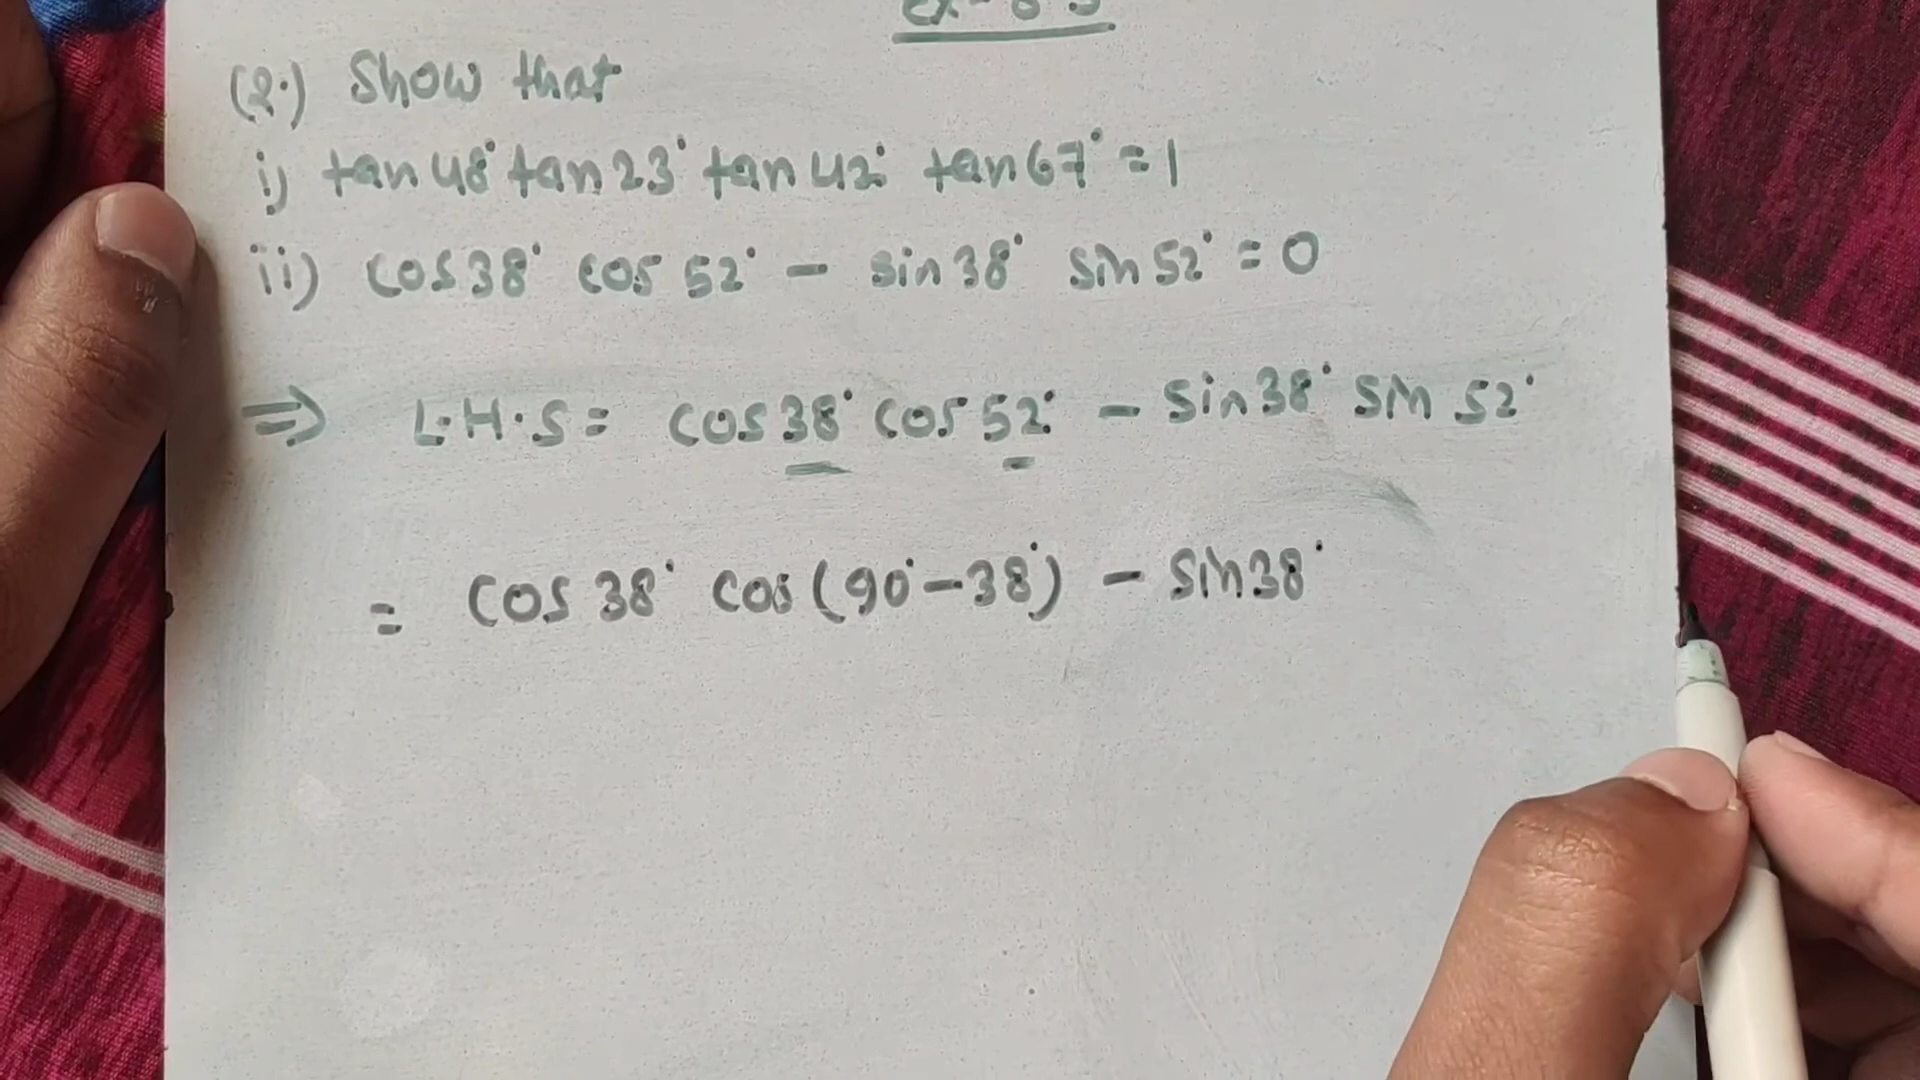 (2.) Show that
i) tan 48° tan 23° tan 42° tan 67° = 1
ii) cos 38° cos 52° - sin 38° sin 52° = 0
⇒ L.H.S = cos 38° cos 52° - sin 38° sin 52°
= cos 38° cos (90° - 38°) - sin 38°